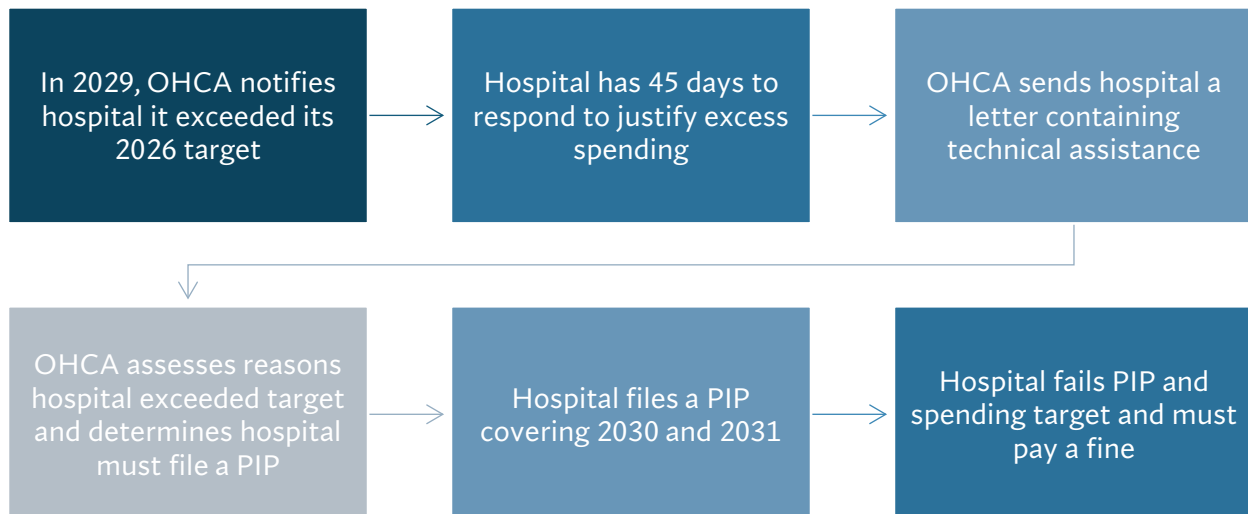 In 2029, OHCA notifies
hospital it exceeded its
2026 target
Hospital has 45 days to
respond to justify excess
spending
OHCA sends hospital a
letter containing
technical assistance
OHCA assesses reasons
hospital exceeded target
and determines hospital
must file a PIP
Hospital files a PIP
covering 2030 and 2031
Hospital fails PIP and
spending target and must
pay a fine